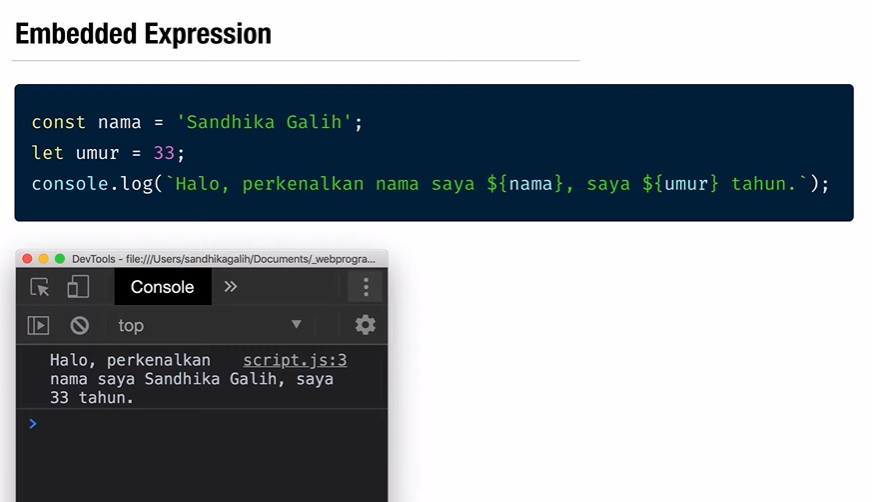 Embedded Expression
const nama = 'Sandhika Galih';
let umur = 33;
console.log(`Halo, perkenalkan nama saya ${nama}, saya ${umur} tahun.`);
DevTools - file:///Users/sandhikagalih/Documents/_webprogra...
Console »
top
Halo, perkenalkan script.js:3
nama saya Sandhika Galih, saya
33 tahun.
>